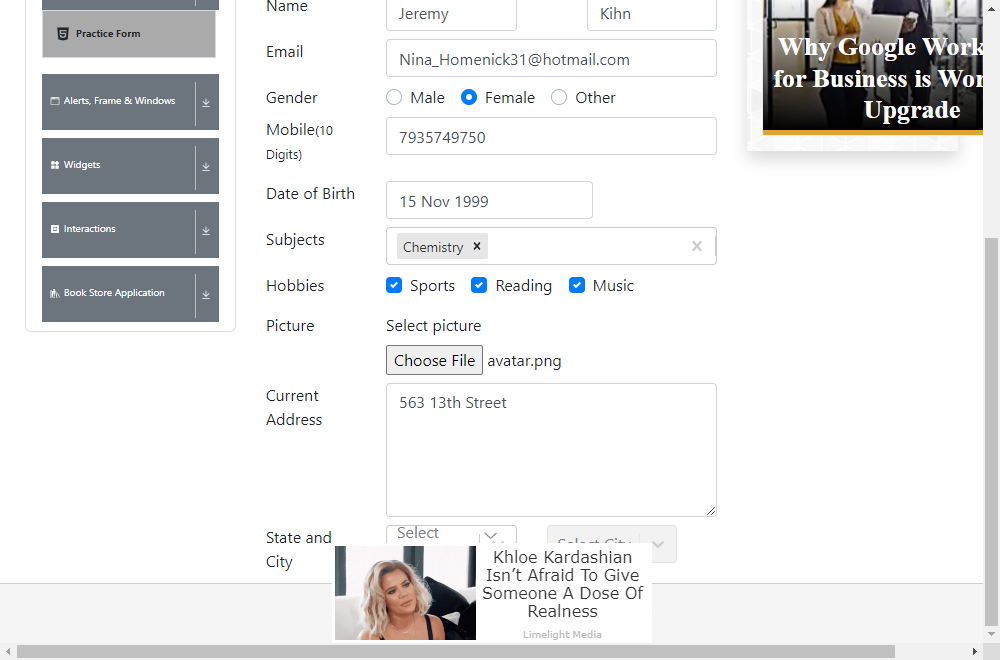 Name
Jeremy
Kihn
Practice Form
Email
Nina_Homenick31@hotmail.com
Why Google Work
for Business is Wor
Upgrade
Alerts, Frame & Windows
Gender
Male
Female
Other
Mobile(10
Digits)
7935749750
Widgets
Date of Birth
15 Nov 1999
Interactions
Subjects
Chemistry
Hobbies
Sports
Reading
Music
Book Store Application
Picture
Select picture
Choose File
avatar.png
Current
Address
563 13th Street
State and
City
Select
Select City
Khloe Kardashian
Isn’t Afraid To Give
Someone A Dose Of
Realness
Limelight Media